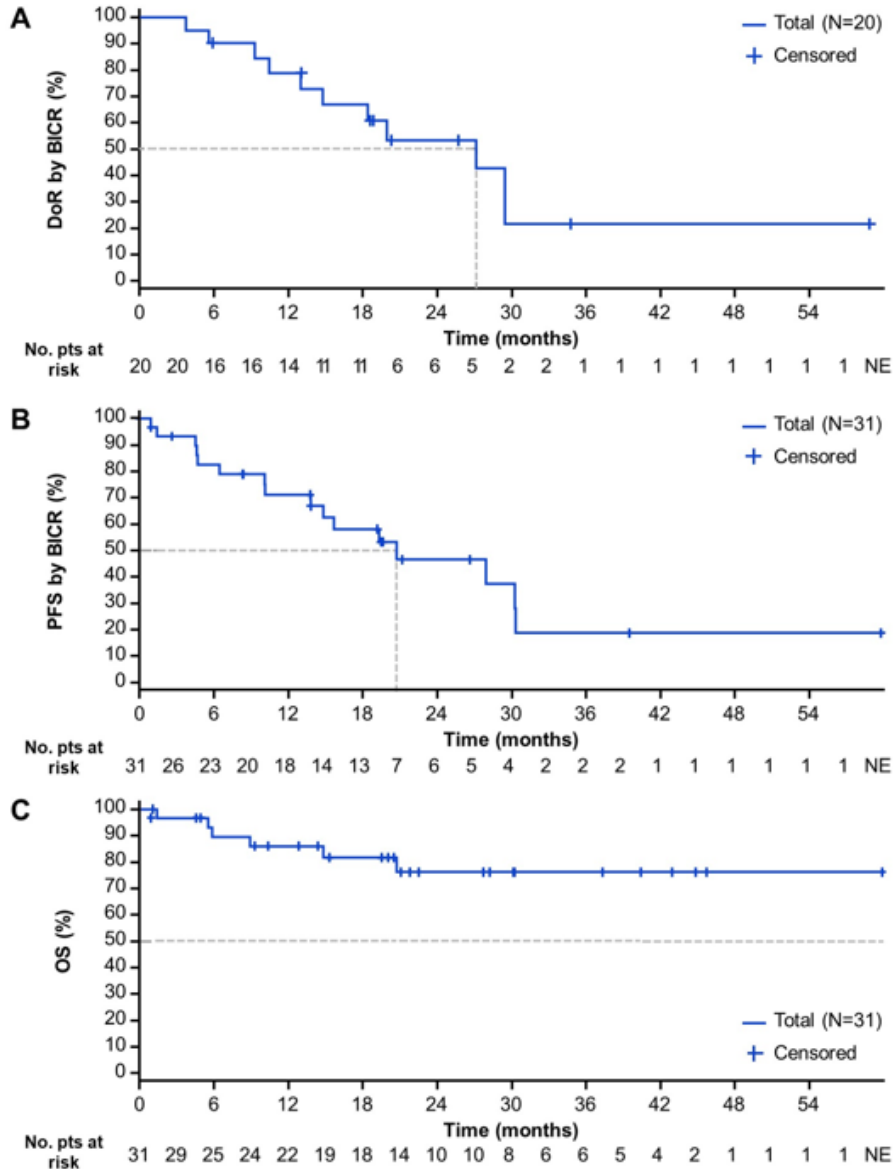 A
DoR by BICR (%)
100
90
80
70
60
50
40
30
20
10
0
Total (N=20)
Censored
0 6 12 18 24 30 36 42 48 54
Time (months)
No. pts at
risk
20 20 16 16 14 11 11 6 6 5 2 2 1 1 1 1 1 1 1 NE
B
PFS by BICR (%)
100
90
80
70
60
50
40
30
20
10
0
Total (N=31)
Censored
0 6 12 18 24 30 36 42 48 54
Time (months)
No. pts at
risk
31 26 23 20 18 14 13 7 6 5 4 2 2 2 1 1 1 1 1 1 NE
C
OS (%)
100
90
80
70
60
50
40
30
20
10
0
Total (N=31)
Censored
0 6 12 18 24 30 36 42 48 54
Time (months)
No. pts at
risk
31 29 25 24 22 19 18 14 10 10 8 6 6 5 4 2 1 1 1 1 NE